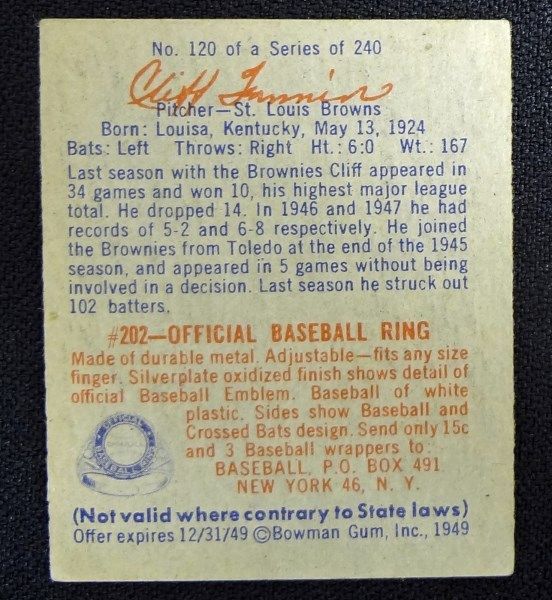 No. 120 of a Series of 240
Cliff Fannin
Pitcher—St. Louis Browns
Born: Louisa, Kentucky, May 13, 1924
Bats: Left Throws: Right Ht.: 6:0 Wt.: 167
Last season with the Brownies Cliff appeared in
34 games and won 10, his highest major league
total. He dropped 14. In 1946 and 1947 he had
records of 5-2 and 6-8 respectively. He joined
the Brownies from Toledo at the end of the 1945
season, and appeared in 5 games without being
involved in a decision. Last season he struck out
102 batters.
#202—OFFICIAL BASEBALL RING
Made of durable metal. Adjustable—fits any size
finger. Silverplate oxidized finish shows detail of
official Baseball Emblem. Baseball of white
plastic. Sides show Baseball and
Crossed Bats design. Send only 15c
and 3 Baseball wrappers to:
BASEBALL, P.O. BOX 491
NEW YORK 46, N. Y.
OFFICIAL
BASEBALL RING
(Not valid where contrary to State laws)
Offer expires 12/31/49 ©Bowman Gum, Inc., 1949